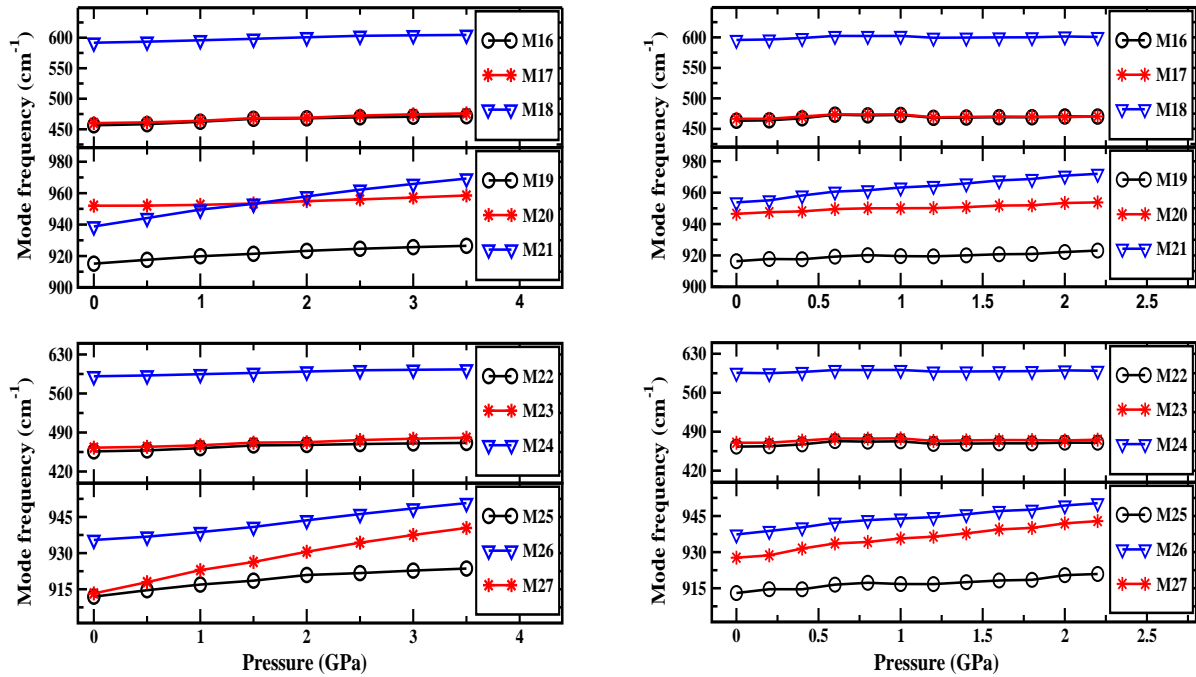 Mode frequency (cm⁻¹)
600
550
500
450
M16
M17
M18
980
960
940
920
900
M19
M20
M21
0
1
2
3
4
Mode frequency (cm⁻¹)
600
550
500
450
M16
M17
M18
980
960
940
920
900
M19
M20
M21
0
0.5
1
1.5
2
2.5
Mode frequency (cm⁻¹)
630
560
490
420
M22
M23
M24
945
930
915
M25
M26
M27
0
1
2
3
4
Pressure (GPa)
Mode frequency (cm⁻¹)
630
560
490
420
M22
M23
M24
945
930
915
M25
M26
M27
0
0.5
1
1.5
2
2.5
Pressure (GPa)